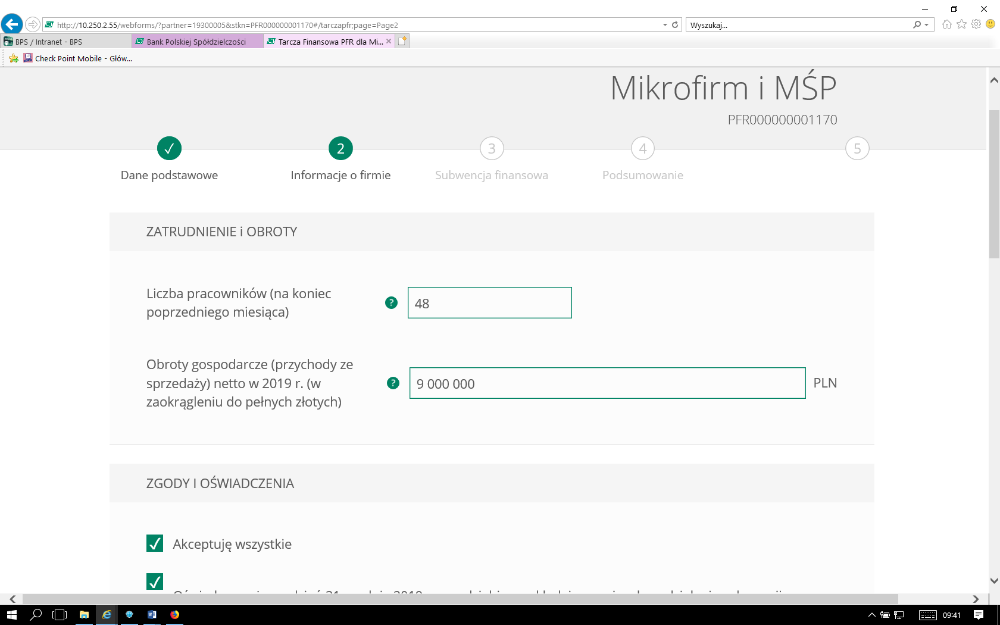 http://10.250.2.55/webforms/?partner=19300005&stkn=PFR000000001170#/tarczapfr;page=Page2
Wyszukaj...
BPS / Intranet - BPS
Bank Polskiej Spółdzielczości
Tarcza Finansowa PFR dla Mi...
Check Point Mobile - Głów...
Mikrofirm i MŚP
PFR000000001170
2
3
4
5
Dane podstawowe
Informacje o firmie
Subwencja finansowa
Podsumowanie
ZATRUDNIENIE i OBROTY
Liczba pracowników (na koniec
poprzedniego miesiąca)
?
48
Obroty gospodarcze (przychody ze
sprzedaży) netto w 2019 r. (w
zaokrągleniu do pełnych złotych)
?
9 000 000
PLN
ZGODY I OŚWIADCZENIA
Akceptuję wszystkie
09:41